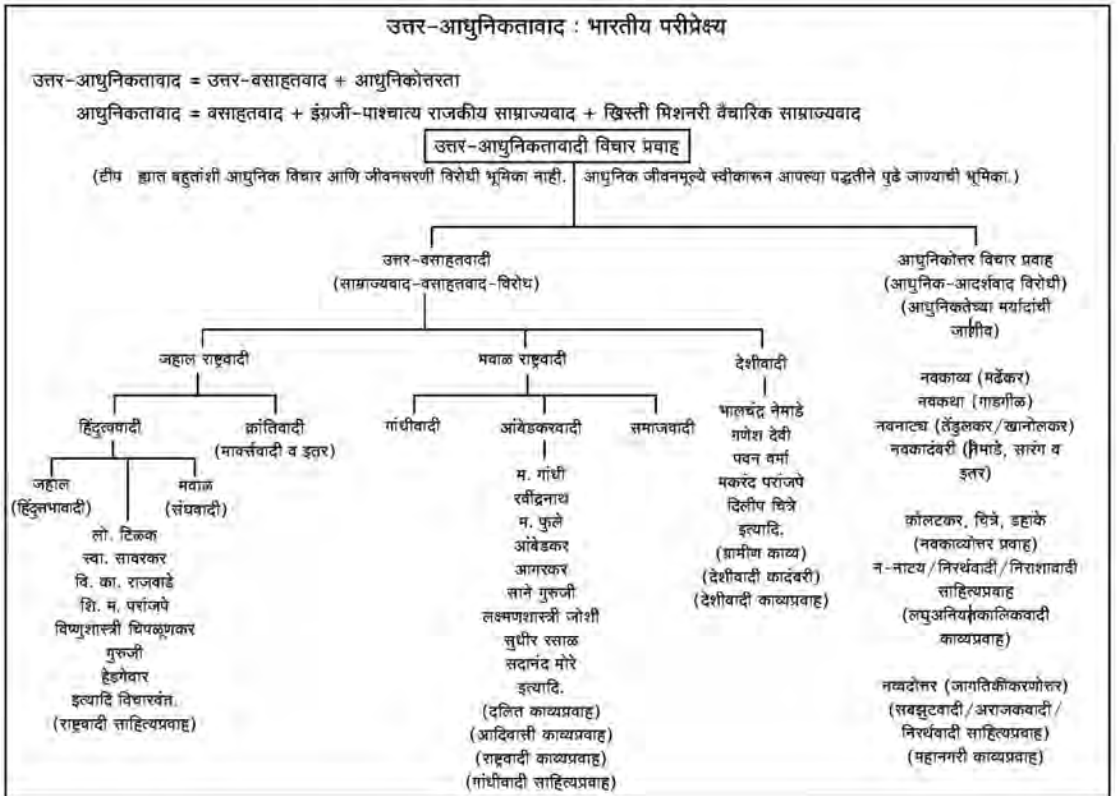 उत्तर-आधुनिकतावाद : भारतीय परीप्रेक्ष्य
उत्तर-आधुनिकतावाद = उत्तर-वसाहतवाद + आधुनिकोत्तरता
आधुनिकतावाद = वसाहतवाद + इंग्रजी-पाश्चात्य राजकीय साम्राज्यवाद + ख्रिस्ती मिशनरी वैचारिक साम्राज्यवाद
उत्तर-आधुनिकतावादी विचार प्रवाह
(टीप ह्यात बहुतांशी आधुनिक विचार आणि जीवनसरणी विरोधी भूमिका नाही. आधुनिक जीवनमूल्ये स्वीकारून आपल्या पद्धतीने पुढे जाण्याची भूमिका.)
उत्तर-वसाहतवादी
(साम्राज्यवाद-वसाहतवाद-विरोध)
जहाल राष्ट्रवादी
हिंदुत्ववादी
जहाल
(हिंदुसभावादी)
मवाळ
(संघवादी)
लो. टिळक
स्वा. सावरकर
वि. का. राजवाडे
शि. म. परांजपे
विष्णुशास्त्री चिपळूणकर
गुरुजी
हेडगेवार
इत्यादि विचारवंत.
(राष्ट्रवादी साहित्यप्रवाह)
क्रांतिवादी
(मार्क्सवादी व इतर)
मवाळ राष्ट्रवादी
गांधीवादी
आंबेडकरवादी
समाजवादी
म. गांधी
रवींद्रनाथ
म. फुले
आंबेडकर
आगरकर
साने गुरुजी
लक्ष्मणशास्त्री जोशी
सुधीर रसाळ
सदानंद मोरे
इत्यादि.
(दलित काव्यप्रवाह)
(आदिवासी काव्यप्रवाह)
(राष्ट्रवादी काव्यप्रवाह)
(गांधीवादी साहित्यप्रवाह)
देशीवादी
भालचंद्र नेमाडे
गणेश देवी
पवन वर्मा
मकरंद परांजपे
दिलीप चित्रे
इत्यादि.
(ग्रामीण काव्य)
(देशीवादी कादंबरी)
(देशीवादी काव्यप्रवाह)
आधुनिकोत्तर विचार प्रवाह
(आधुनिक-आदर्शवाद विरोधी)
(आधुनिकतेच्या मर्यादांची
जाणीव)
नवकाव्य (मर्ढेकर)
नवकथा (गाडगीळ)
नवनाट्य (तेंडुलकर/खानोलकर)
नवकादंबरी (नेमाडे, सारंग व
इतर)
कोलटकर, चित्रे, डहाके
(नवकाव्योत्तर प्रवाह)
न-नाटय/निरर्थवादी/निराशावादी
साहित्यप्रवाह
(लघुअनियतकालिकवादी
काव्यप्रवाह)
नव्वदोत्तर (जागतिकीकरणोत्तर)
(सबझुटवादी/अराजकवादी/
निरर्थवादी साहित्यप्रवाह)
(महानगरी काव्यप्रवाह)